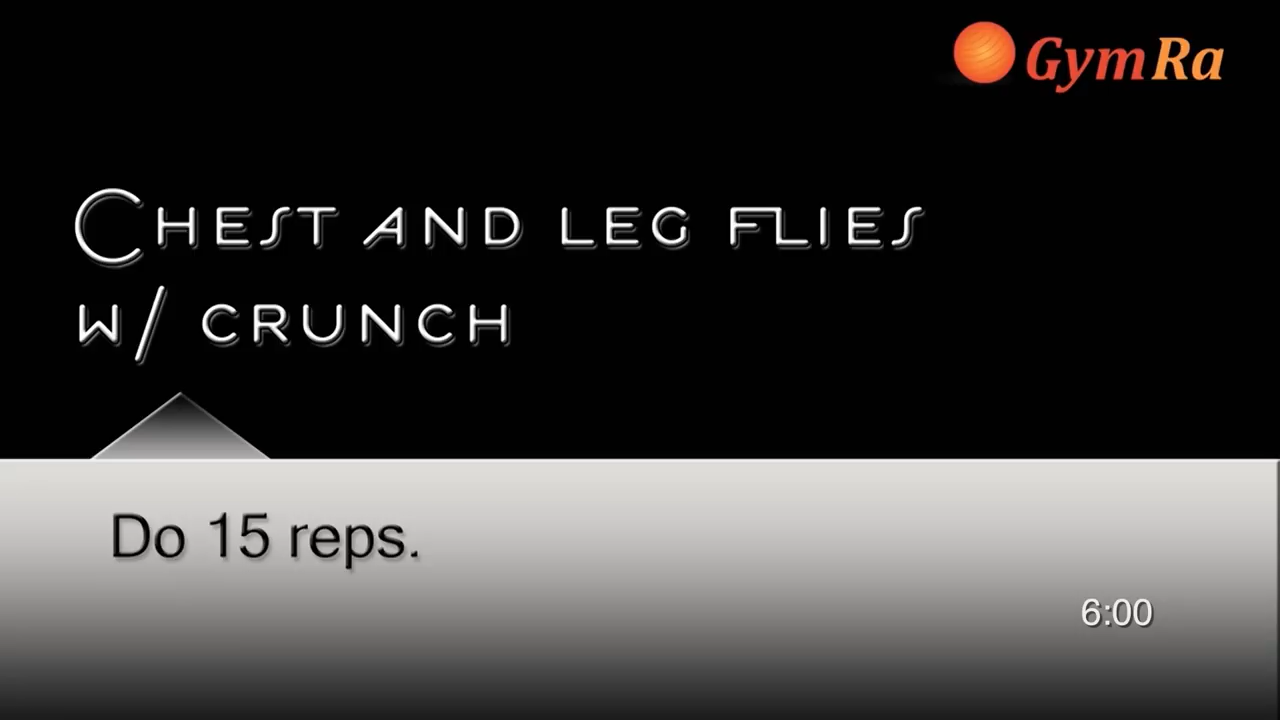 GymRa
Chest and leg flies
w/ crunch
Do 15 reps.
6:00